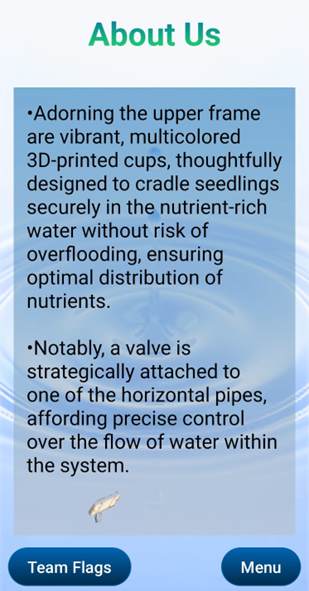 About Us
•Adorning the upper frame
are vibrant, multicolored
3D-printed cups, thoughtfully
designed to cradle seedlings
securely in the nutrient-rich
water without risk of
overflooding, ensuring
optimal distribution of
nutrients.
•Notably, a valve is
strategically attached to
one of the horizontal pipes,
affording precise control
over the flow of water within
the system.
Team Flags
Menu